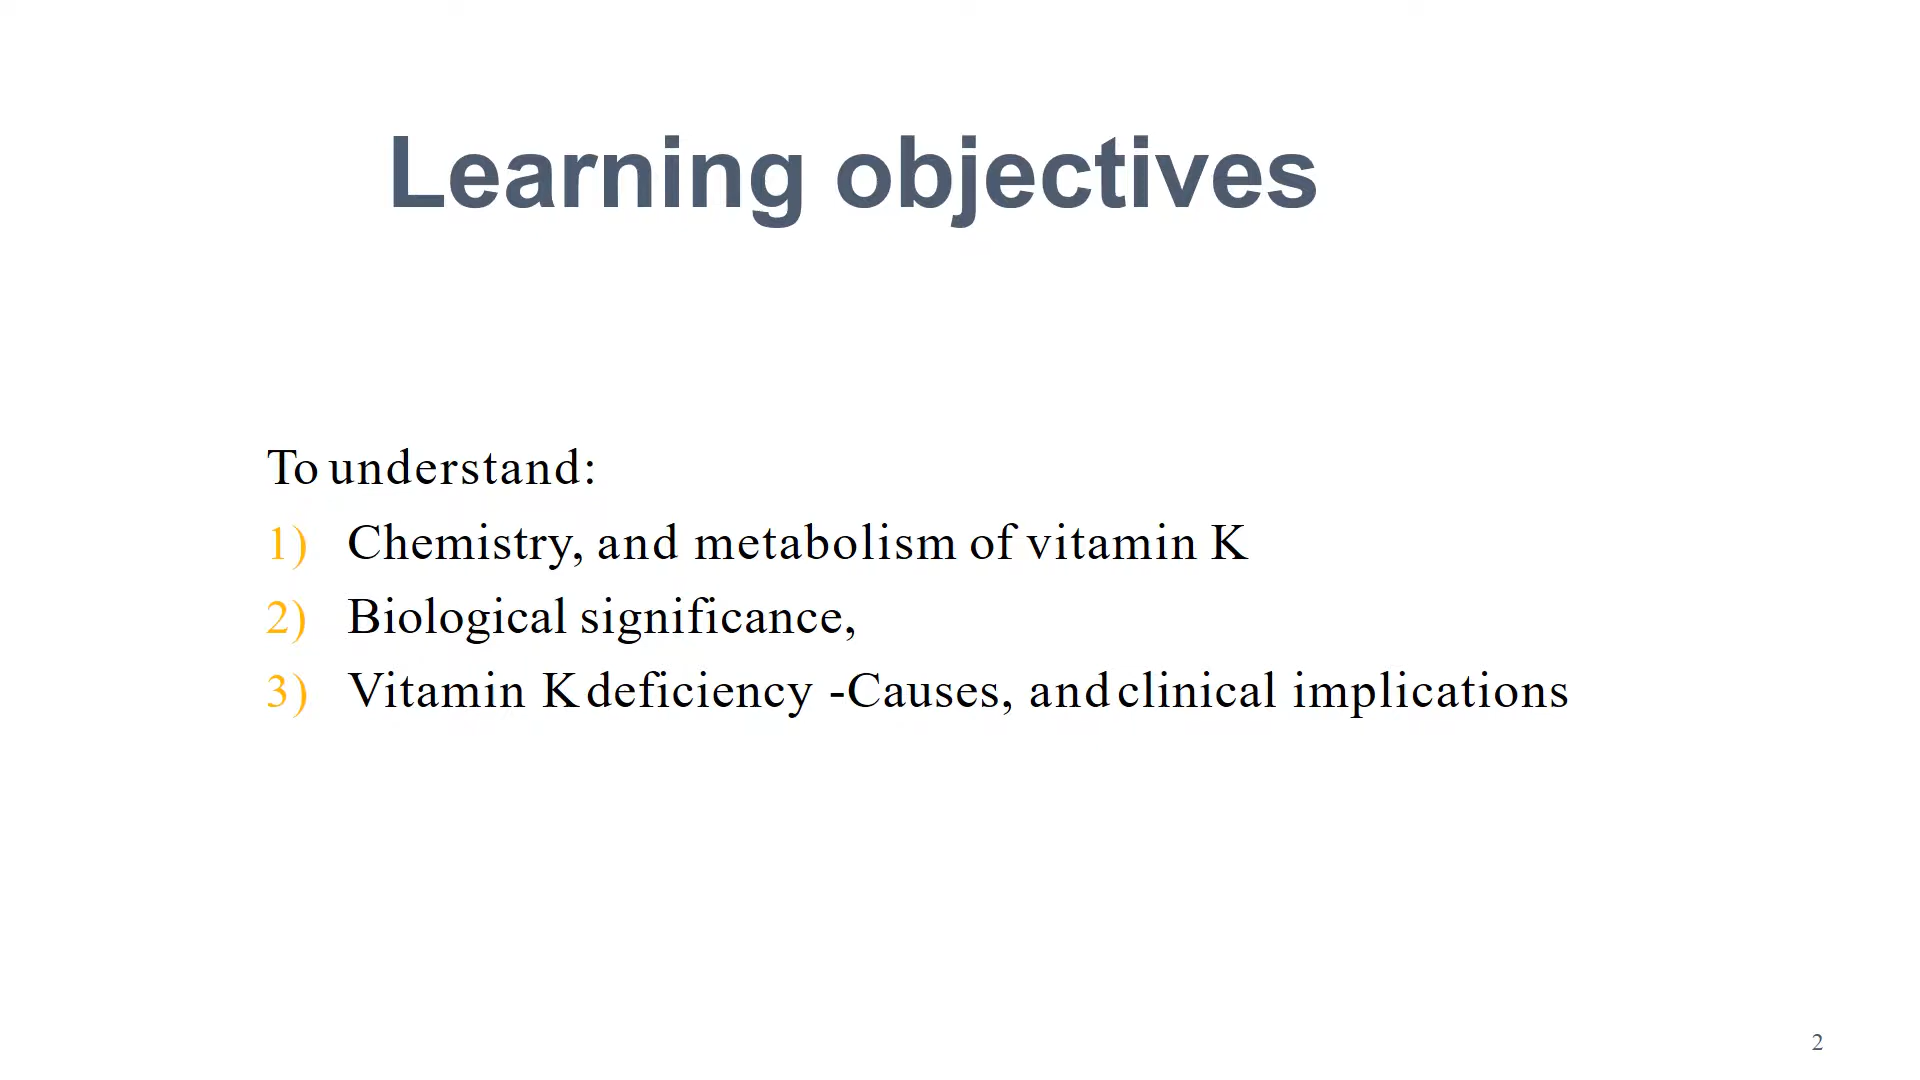 Learning objectives
To understand:
1) Chemistry, and metabolism of vitamin K
2) Biological significance,
3) Vitamin K deficiency -Causes, and clinical implications
2